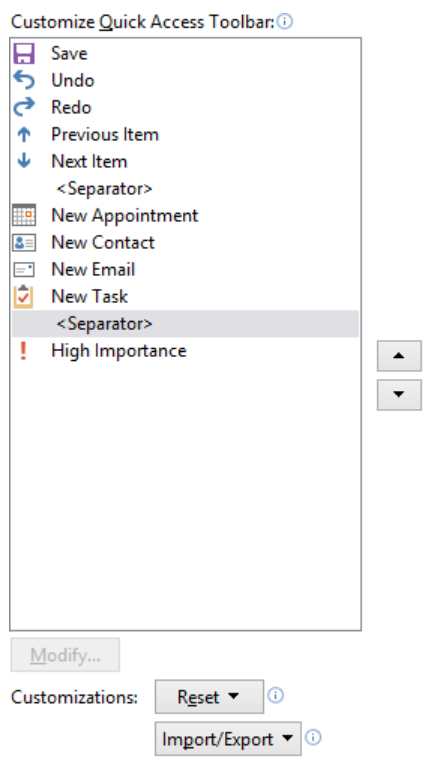 Customize Quick Access Toolbar:
Save
Undo
Redo
Previous Item
Next Item
<Separator>
New Appointment
New Contact
New Email
New Task
<Separator>
High Importance
Modify...
Customizations: Reset
Import/Export